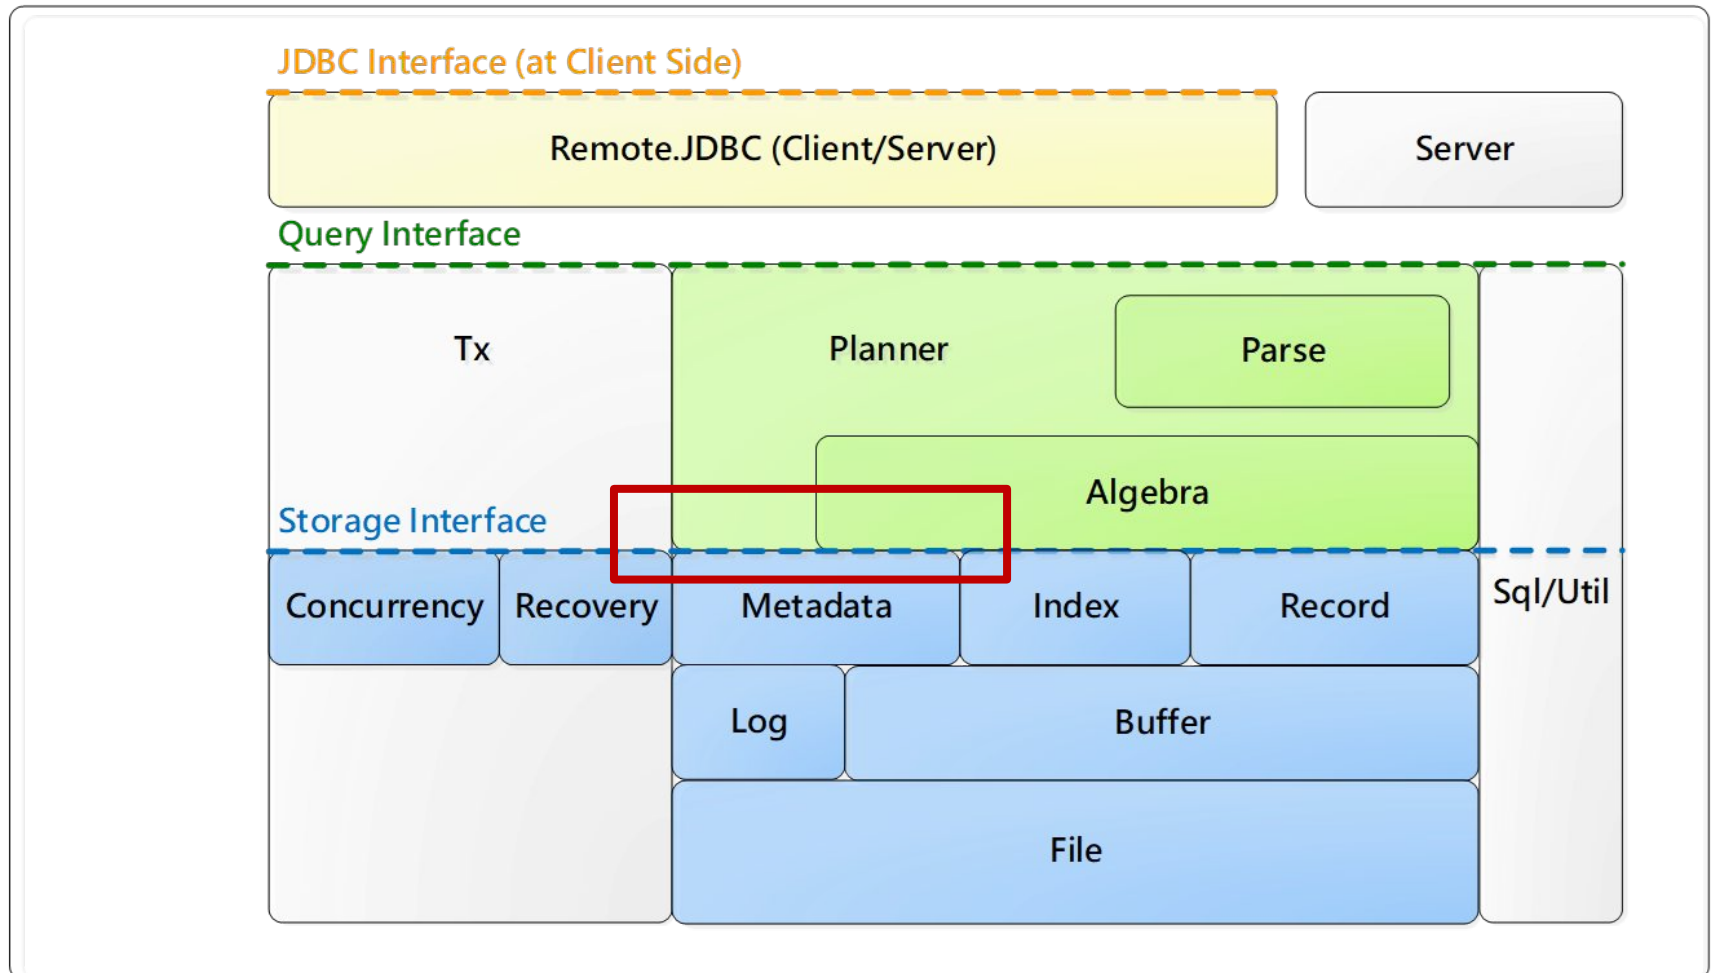 JDBC Interface (at Client Side)
Remote.JDBC (Client/Server)
Server
Query Interface
Tx
Planner
Parse
Algebra
Storage Interface
Concurrency
Recovery
Metadata
Index
Record
Sql/Util
Log
Buffer
File